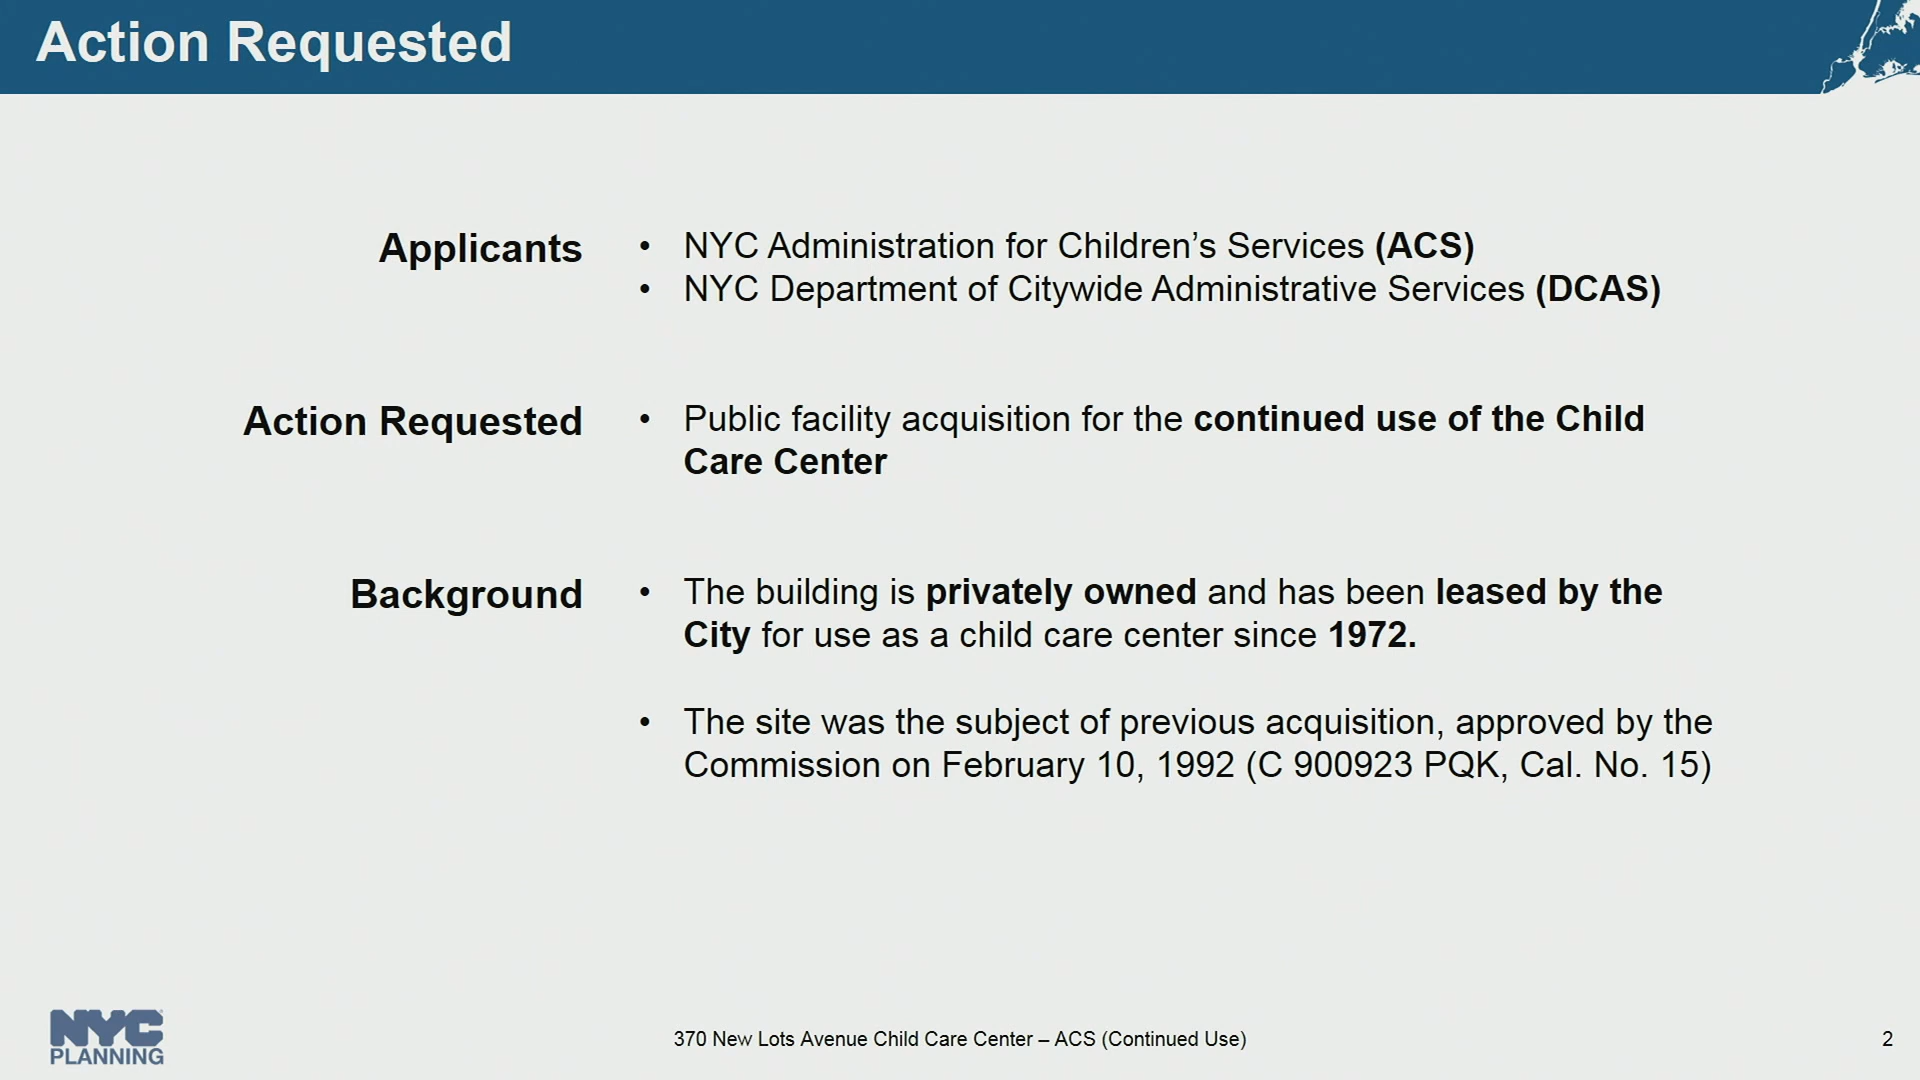 Action Requested
Applicants
• NYC Administration for Children’s Services (ACS)
• NYC Department of Citywide Administrative Services (DCAS)
Action Requested
• Public facility acquisition for the continued use of the Child
Care Center
Background
• The building is privately owned and has been leased by the
City for use as a child care center since 1972.
• The site was the subject of previous acquisition, approved by the
Commission on February 10, 1992 (C 900923 PQK, Cal. No. 15)
NYC
PLANNING
370 New Lots Avenue Child Care Center – ACS (Continued Use)
2